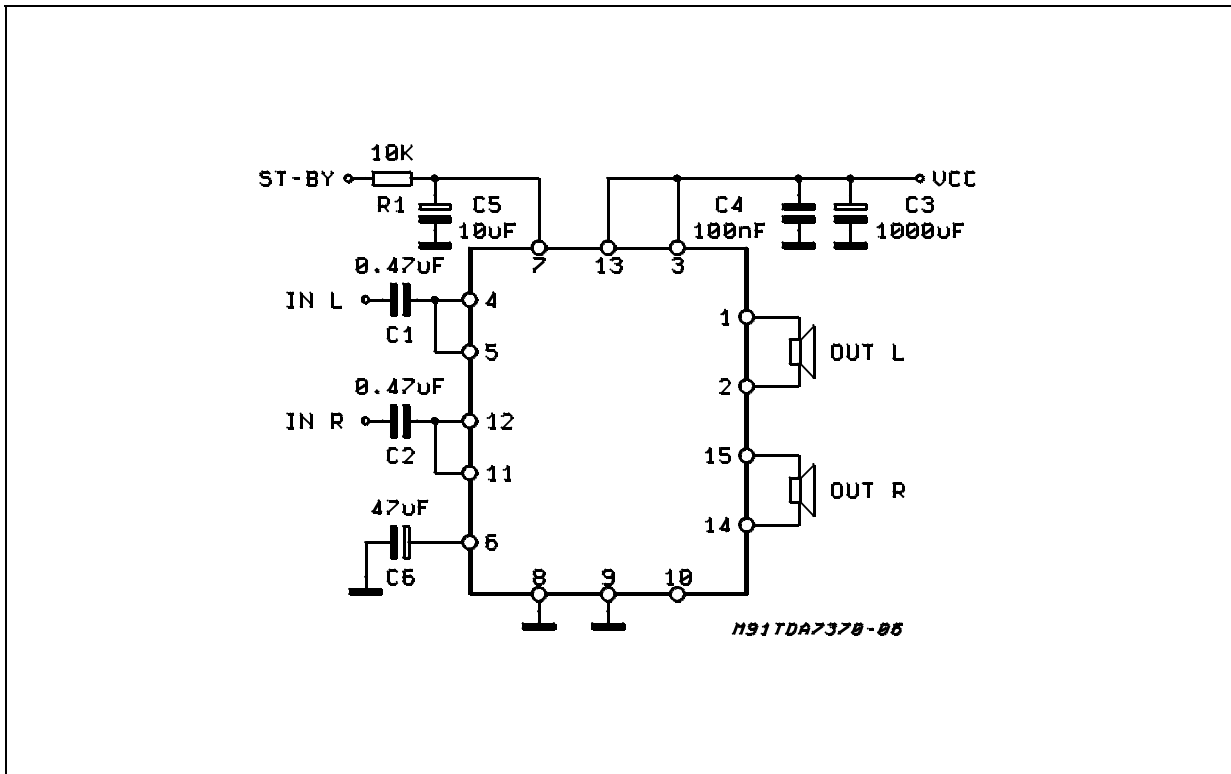 10K
ST-BY
VCC
R1
C5
C4
C3
10uF
100nF
1000uF
7
13
3
0.47uF
IN L
4
C1
1
5
OUT L
0.47uF
2
IN R
12
C2
15
11
OUT R
47uF
14
6
C6
8
9
10
M91TDA7370-06